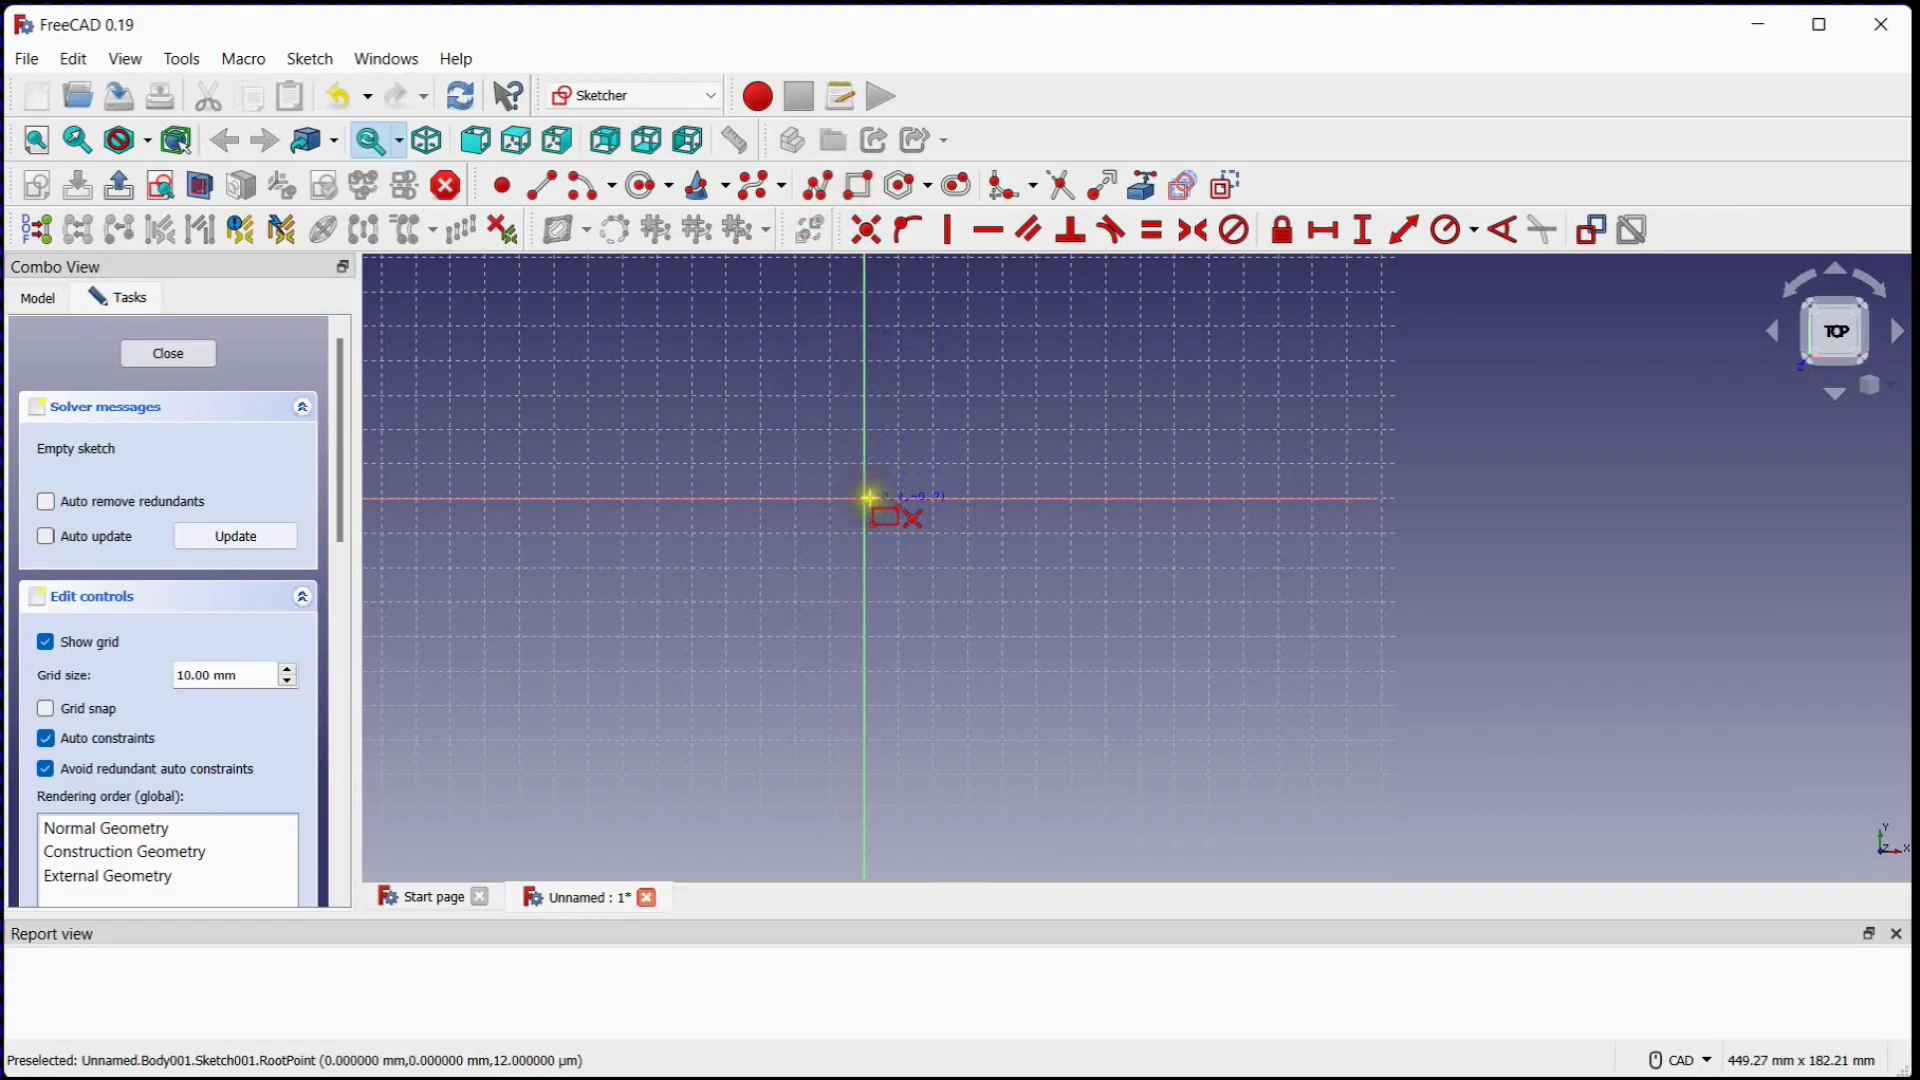 FreeCAD 0.19
File Edit View Tools Macro Sketch Windows Help
Sketcher
Combo View
Model Tasks
Close
Solver messages
Empty sketch
Auto remove redundants
Auto update Update
Edit controls
Show grid
Grid size: 10.00 mm
Grid snap
Auto constraints
Avoid redundant auto constraints
Rendering order (global):
Normal Geometry
Construction Geometry
External Geometry
TOP
Z
Y
Z X
Start page Unnamed : 1*
Report view
Preselected: Unnamed.Body001.Sketch001.RootPoint (0.000000 mm,0.000000 mm,12.000000 µm)
CAD 449.27 mm x 182.21 mm